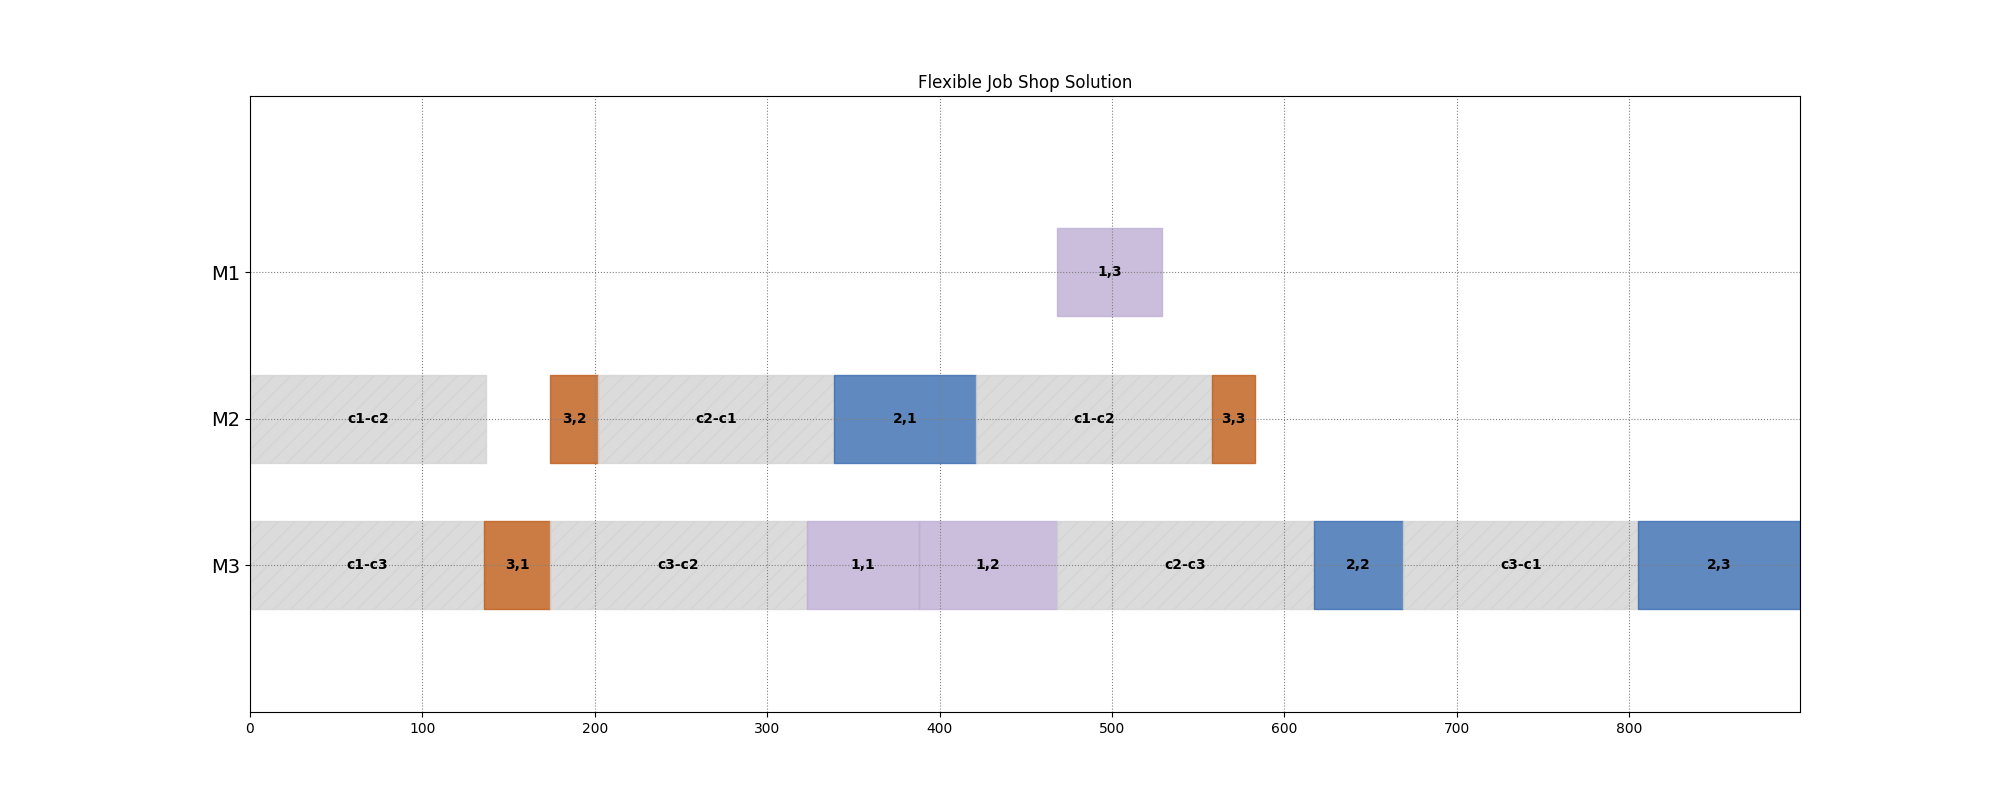 Flexible Job Shop Solution
M1
1,3
M2
c1-c2
3,2
c2-c1
2,1
c1-c2
3,3
M3
c1-c3
3,1
c3-c2
1,1
1,2
c2-c3
2,2
c3-c1
2,3
0
100
200
300
400
500
600
700
800